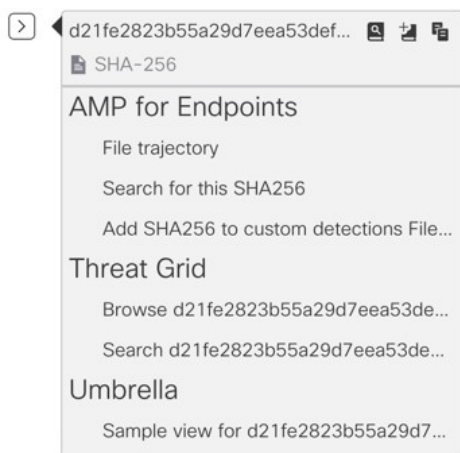 d21fe2823b55a29d7eea53def...
SHA-256
AMP for Endpoints
File trajectory
Search for this SHA256
Add SHA256 to custom detections File...
Threat Grid
Browse d21fe2823b55a29d7eea53de...
Search d21fe2823b55a29d7eea53de...
Umbrella
Sample view for d21fe2823b55a29d7...